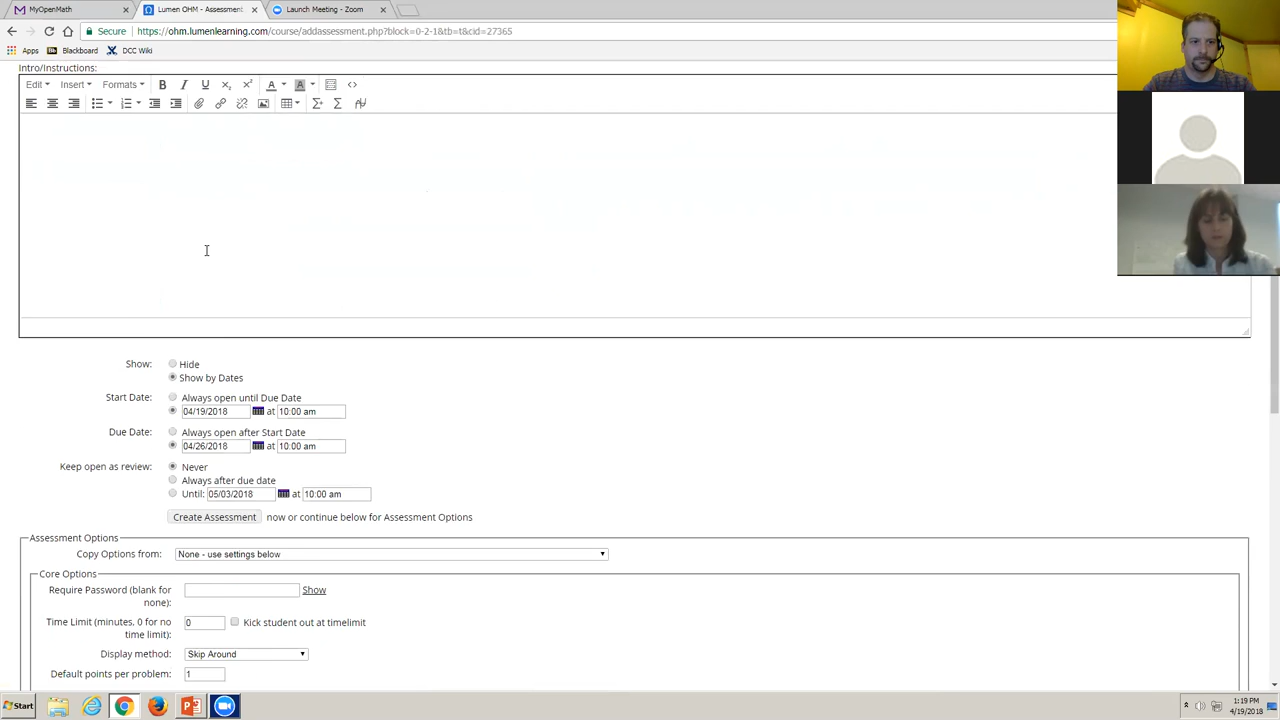 MyOpenMath
Lumen OHM - Assessment
Launch Meeting - Zoom
Secure https://ohm.lumenlearning.com/course/addassessment.php?block=0-2-1&tb=t&cid=27365
Apps Blackboard DCC Wiki
Intro/Instructions:
Edit Insert Formats B I U x₂ x² A A <>
Show: Hide
Show by Dates
Start Date: Always open until Due Date
04/19/2018 at 10:00 am
Due Date: Always open after Start Date
04/26/2018 at 10:00 am
Keep open as review: Never
Always after due date
Until: 05/03/2018 at 10:00 am
Create Assessment now or continue below for Assessment Options
Assessment Options
Copy Options from: None - use settings below
Core Options
Require Password (blank for none): Show
Time Limit (minutes, 0 for no time limit): 0 Kick student out at timelimit
Display method: Skip Around
Default points per problem: 1
Start
1:19 PM
4/19/2018